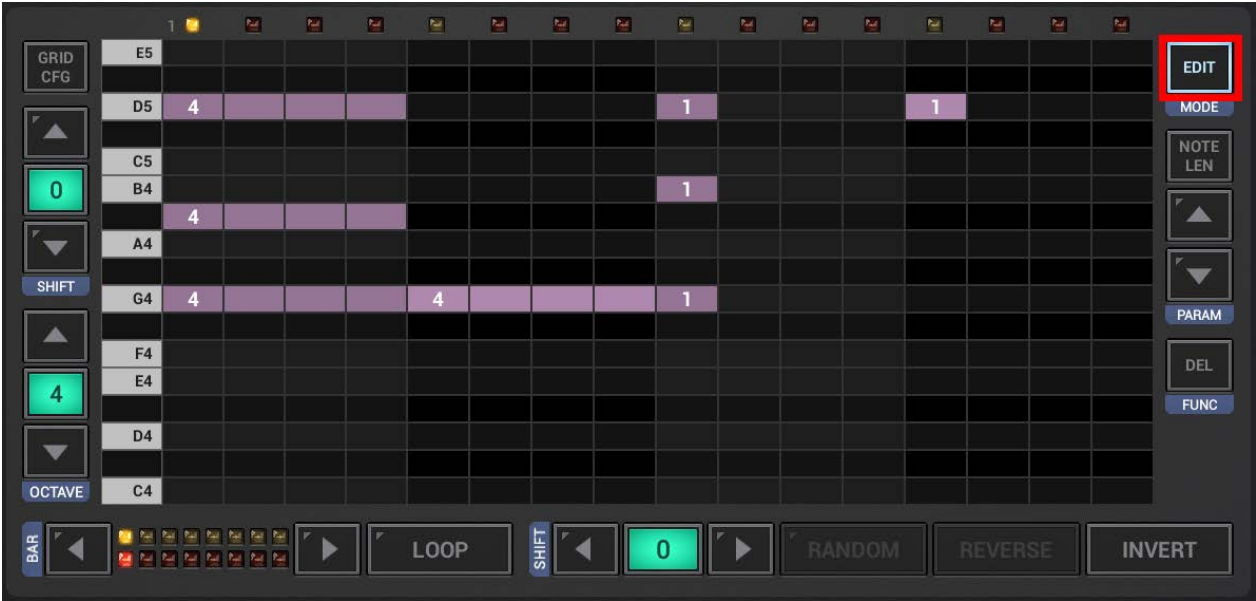 1
GRID
CFG
E5
EDIT
D5 4 1 1
MODE
NOTE
LEN
C5
0
B4 1
4
A4
SHIFT
G4 4 4 1
PARAM
F4
DEL
E4
4
FUNC
D4
OCTAVE
C4
BAR
LOOP
SHIFT
0
RANDOM
REVERSE
INVERT